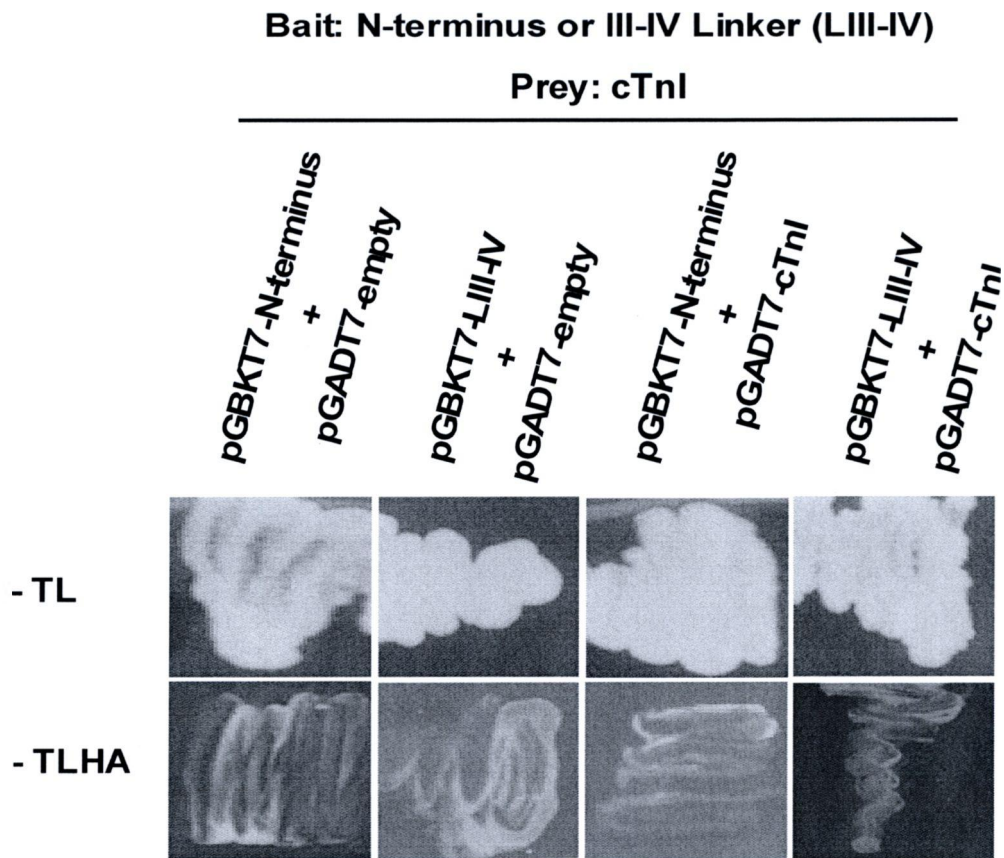 Bait: N-terminus or III-IV Linker (LIII-IV)
Prey: cTnI
pGBKT7-N-terminus
+
pGADT7-empty
pGBKT7-LIII-IV
+
pGADT7-empty
pGBKT7-N-terminus
+
pGADT7-cTnI
pGBKT7-LIII-IV
+
pGADT7-cTnI
- TL
- TLHA